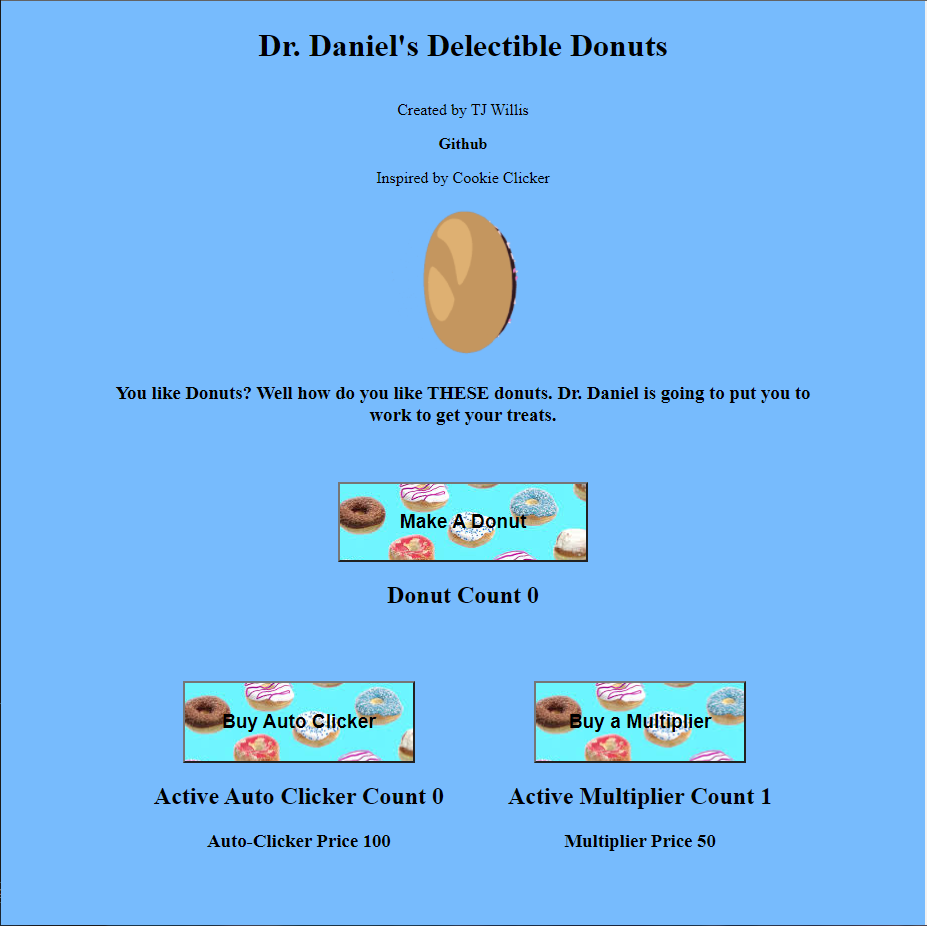 Dr. Daniel's Delectible Donuts
Created by TJ Willis
Github
Inspired by Cookie Clicker
You like Donuts? Well how do you like THESE donuts. Dr. Daniel is going to put you to
work to get your treats.
Make A Donut
Donut Count 0
Buy Auto Clicker
Buy a Multiplier
Active Auto Clicker Count 0
Active Multiplier Count 1
Auto-Clicker Price 100
Multiplier Price 50